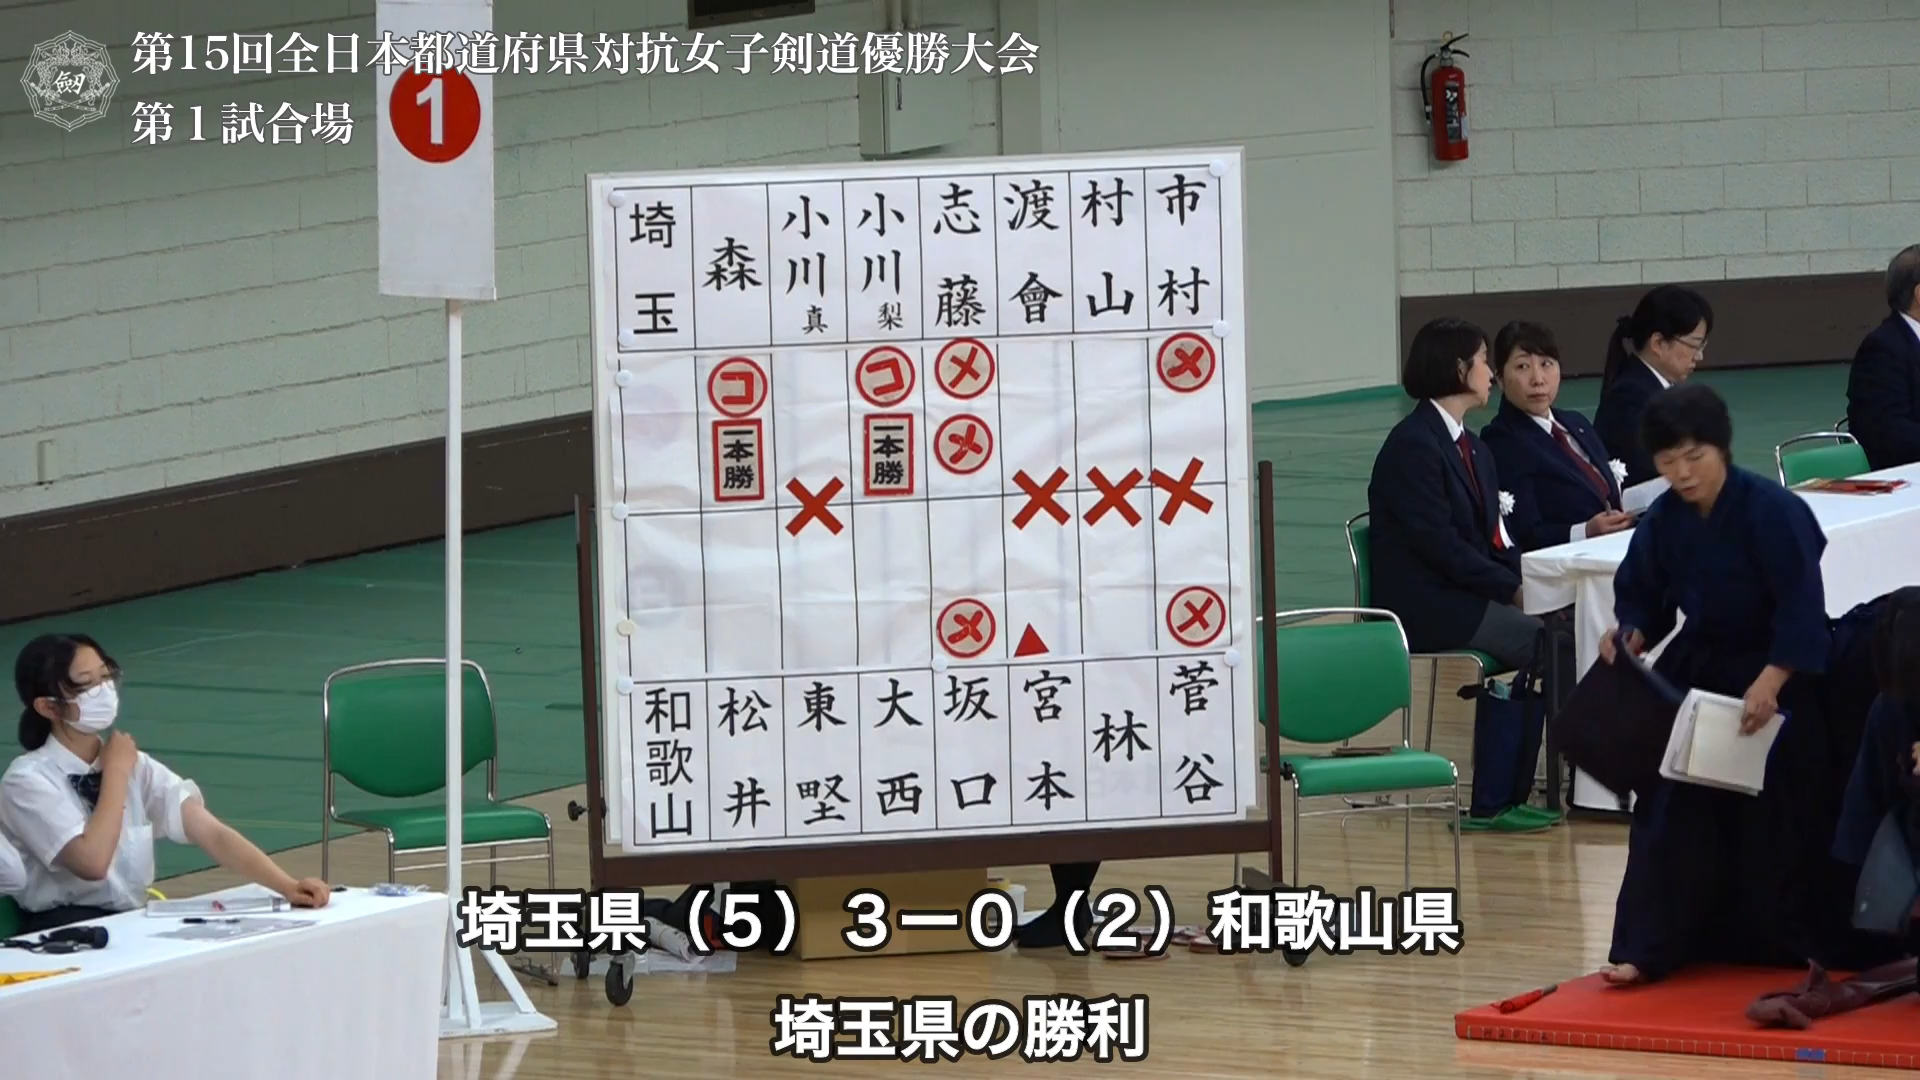 第15回全日本都道府県対抗女子剣道優勝大会
第１試合場
1
埼玉 森 小川真 小川梨 志藤 渡會 村山 市村
コ コ メ メ
一本勝 一本勝 メ
メ ▲ メ
和歌山 松井 東埜 大西 坂口 宮本 林 菅谷
埼玉県（５）３－０（２）和歌山県
埼玉県の勝利